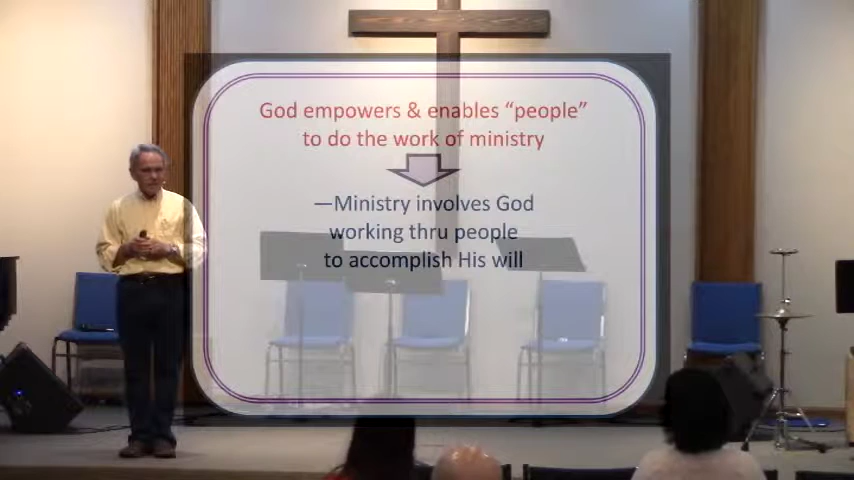 God empowers & enables “people”
to do the work of ministry
—Ministry involves God
working thru people
to accomplish His will